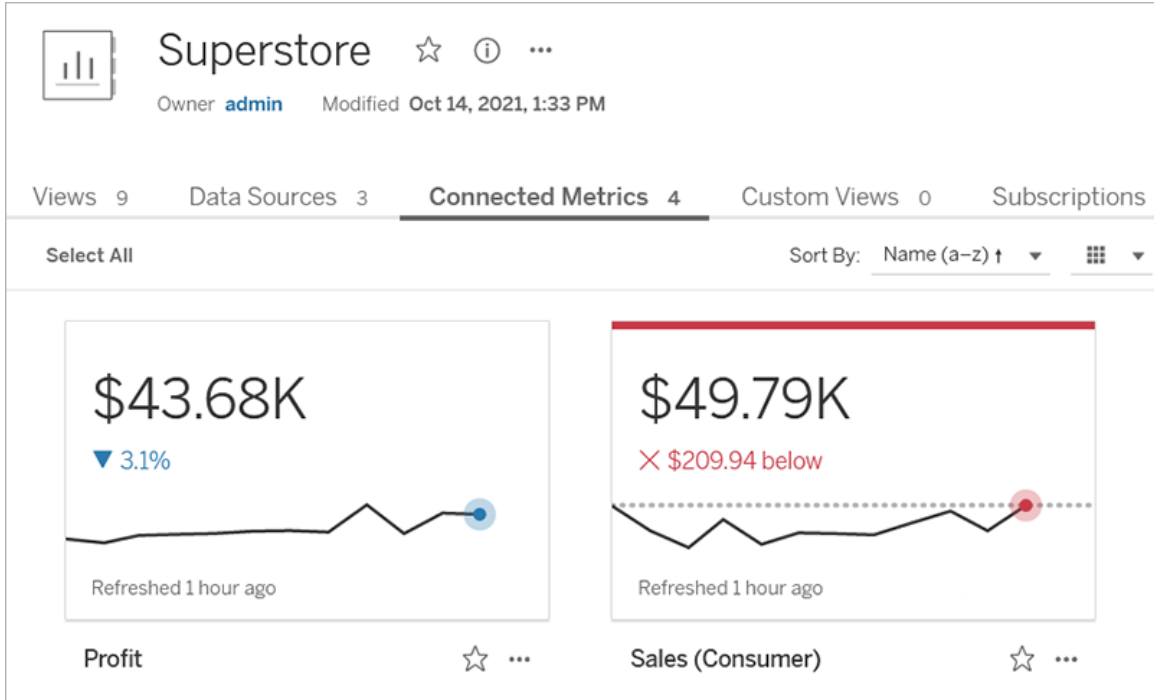 Superstore
Owner admin Modified Oct 14, 2021, 1:33 PM
Views 9 Data Sources 3 Connected Metrics 4 Custom Views 0 Subscriptions
Select All Sort By: Name (a–z) ↑
$43.68K
▼ 3.1%
Refreshed 1 hour ago
Profit
$49.79K
$209.94 below
Refreshed 1 hour ago
Sales (Consumer)